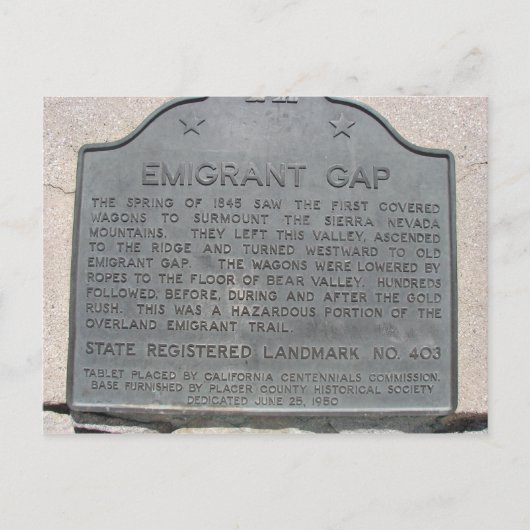 EMIGRANT GAP
THE SPRING OF 1845 SAW THE FIRST COVERED
WAGONS TO SURMOUNT THE SIERRA NEVADA
MOUNTAINS. THEY LEFT THIS VALLEY, ASCENDED
TO THE RIDGE AND TURNED WESTWARD TO OLD
EMIGRANT GAP. THE WAGONS WERE LOWERED BY
ROPES TO THE FLOOR OF BEAR VALLEY. HUNDREDS
FOLLOWED, BEFORE, DURING AND AFTER THE GOLD
RUSH. THIS WAS A HAZARDOUS PORTION OF THE
OVERLAND EMIGRANT TRAIL.
STATE REGISTERED LANDMARK NO. 403
TABLET PLACED BY CALIFORNIA CENTENNIALS COMMISSION.
BASE FURNISHED BY PLACER COUNTY HISTORICAL SOCIETY
DEDICATED JUNE 25, 1950